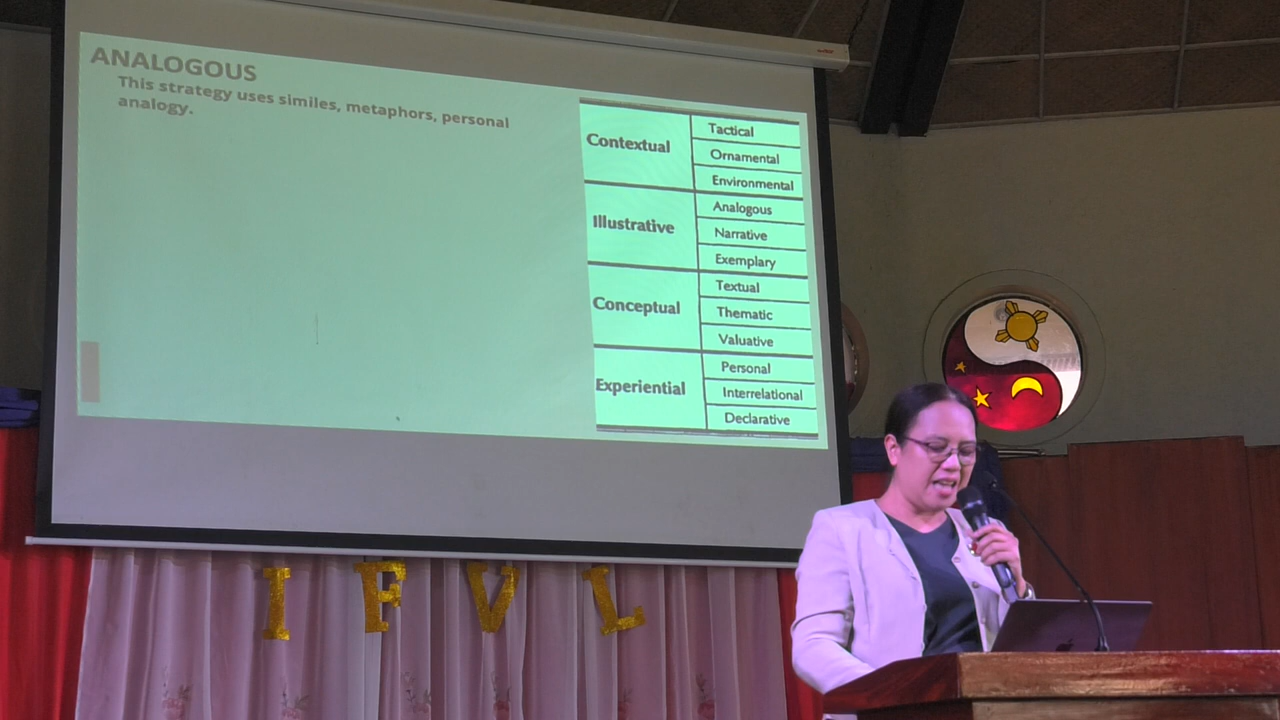 ANALOGOUS
This strategy uses similes, metaphors, personal
analogy.
Contextual
Tactical
Ornamental
Environmental
Illustrative
Analogous
Narrative
Exemplary
Conceptual
Textual
Thematic
Valuative
Experiential
Personal
Interrelational
Declarative
I F V L